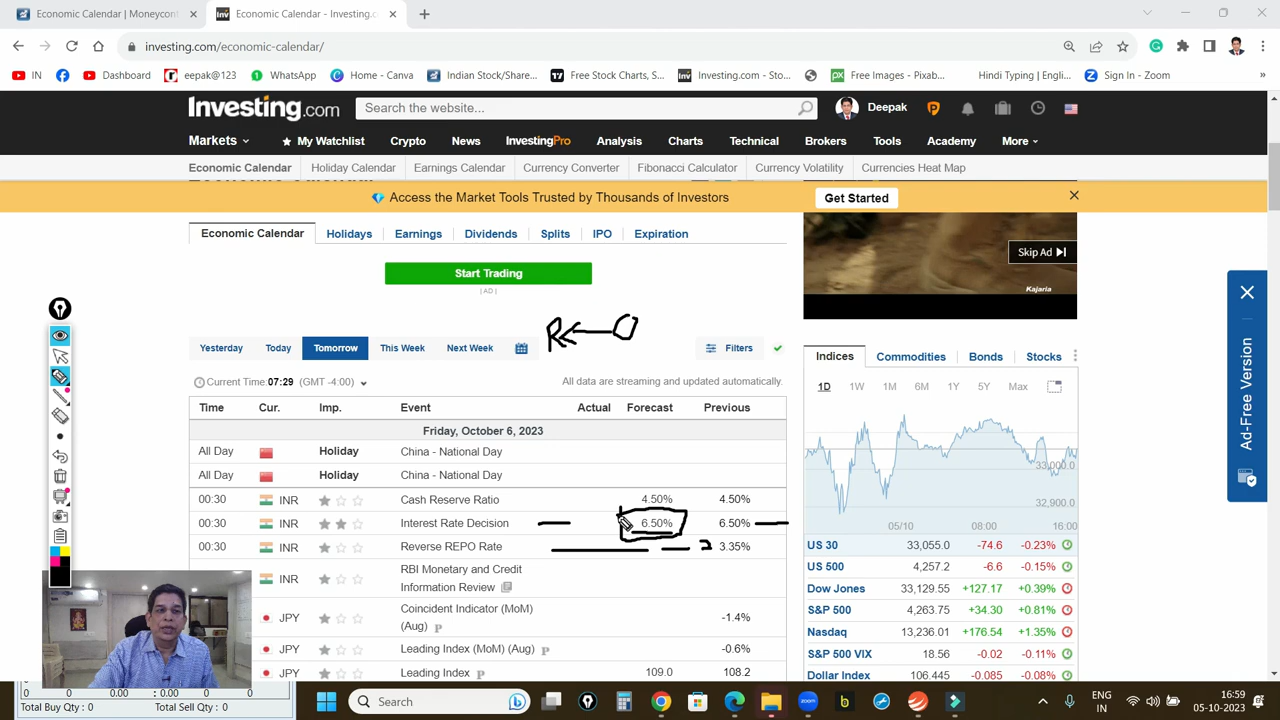 Economic Calendar | Moneycont
Economic Calendar - Investing.c
investing.com/economic-calendar/
IN
Dashboard
eepak@123
WhatsApp
Home - Canva
Indian Stock/Share...
Free Stock Charts, S...
Investing.com - Sto...
Free Images - Pixab...
Hindi Typing | Engli...
Sign In - Zoom
»
Investing.com
Search the website...
Deepak
Markets
My Watchlist
Crypto
News
InvestingPro
Analysis
Charts
Technical
Brokers
Tools
Academy
More
Economic Calendar
Holiday Calendar
Earnings Calendar
Currency Converter
Fibonacci Calculator
Currency Volatility
Currencies Heat Map
Access the Market Tools Trusted by Thousands of Investors
Get Started
Economic Calendar
Holidays
Earnings
Dividends
Splits
IPO
Expiration
Skip Ad
Kajaria
Start Trading
| AD |
R O
Yesterday
Today
Tomorrow
This Week
Next Week
Filters
Current Time: 07:29 (GMT -4:00)
All data are streaming and updated automatically.
Time Cur. Imp. Event Actual Forecast Previous
Friday, October 6, 2023
All Day Holiday China - National Day
All Day Holiday China - National Day
00:30 INR Cash Reserve Ratio 4.50% 4.50%
00:30 INR Interest Rate Decision 6.50% 6.50%
00:30 INR Reverse REPO Rate 3.35%
INR RBI Monetary and Credit
Information Review
JPY Coincident Indicator (MoM)
(Aug) P -1.4%
JPY Leading Index (MoM) (Aug) P -0.6%
JPY Leading Index P 109.0 108.2
Indices
Commodities
Bonds
Stocks
1D 1W 1M 6M 1Y 5Y Max
33,000.0
32,900.0
05/10 08:00 16:00
US 30 33,055.0 -74.6 -0.23%
US 500 4,257.2 -6.6 -0.15%
Dow Jones 33,129.55 +127.17 +0.39%
S&P 500 4,263.75 +34.30 +0.81%
Nasdaq 13,236.01 +176.54 +1.35%
S&P 500 VIX 18.56 -0.02 -0.11%
Dollar Index 106.445 -0.085 -0.08%
Ad-Free Version
0 0.00 0.00 0 0
Total Buy Qty : 0 Total Sell Qty : 0
Search
ENG
IN
16:59
05-10-2023